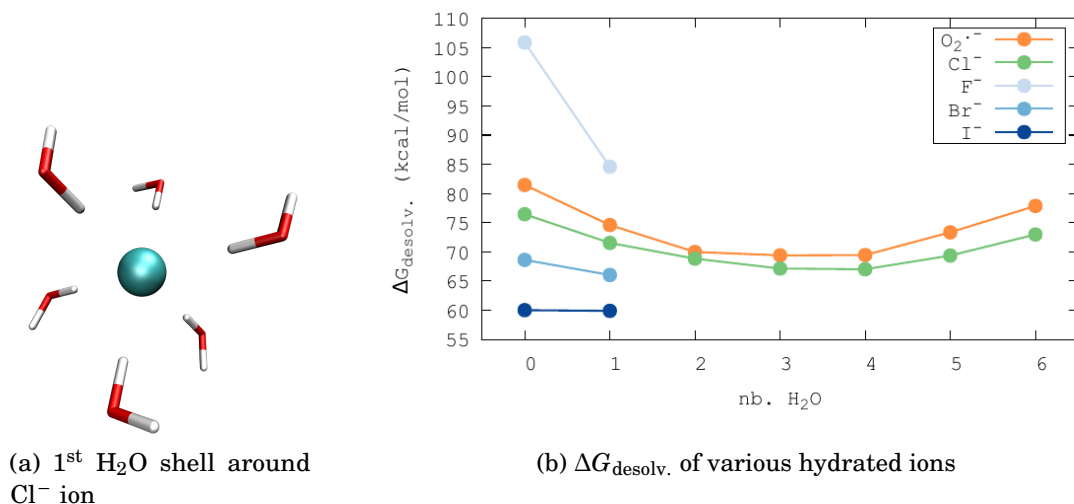 110
105
100
95
90
85
80
75
70
65
60
55
ΔG_desolv. (kcal/mol)
O₂·⁻
Cl⁻
F⁻
Br⁻
I⁻
0 1 2 3 4 5 6
nb. H₂O
(a) 1ˢᵗ H₂O shell around
Cl⁻ ion
(b) ΔG_desolv. of various hydrated ions